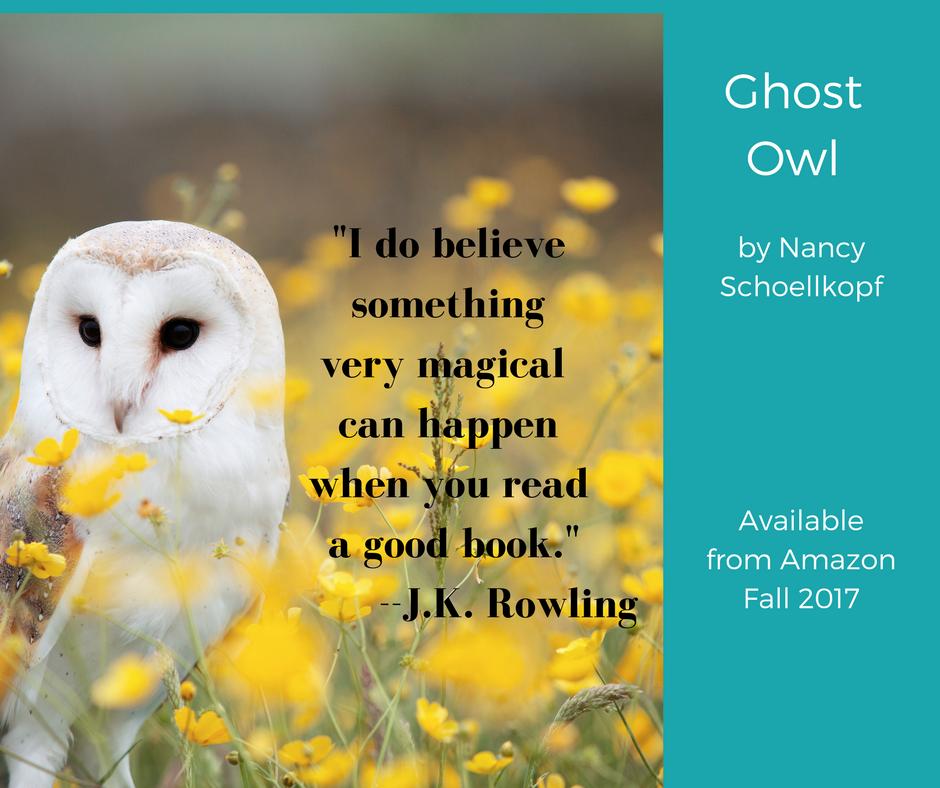 "I do believe
something
very magical
can happen
when you read
a good book."
--J.K. Rowling
Ghost
Owl
by Nancy
Schoellkopf
Available
from Amazon
Fall 2017